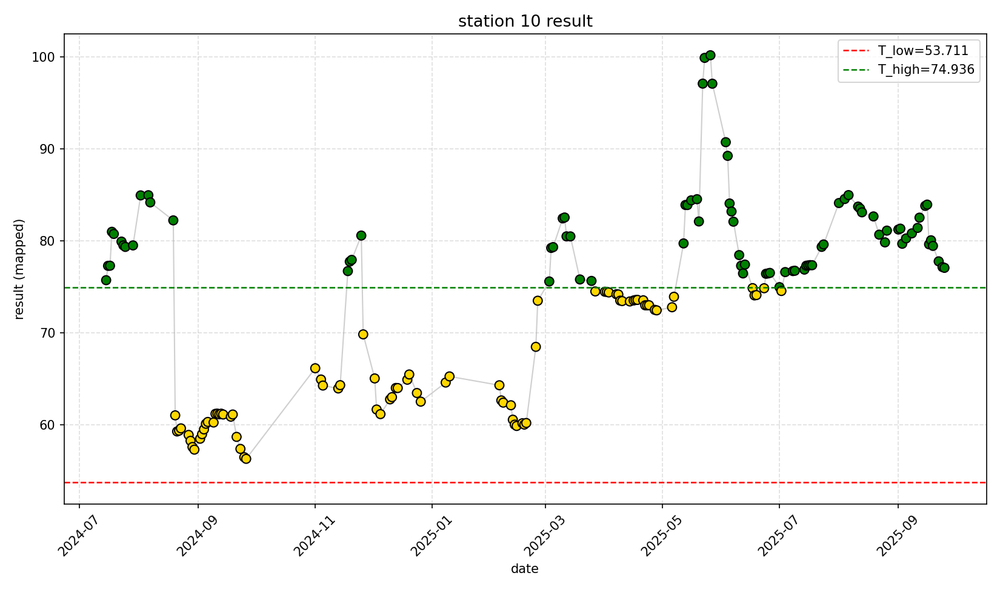 station 10 result
T_low=53.711
T_high=74.936
result (mapped)
100
90
80
70
60
2024-07
2024-09
2024-11
2025-01
2025-03
2025-05
2025-07
2025-09
date